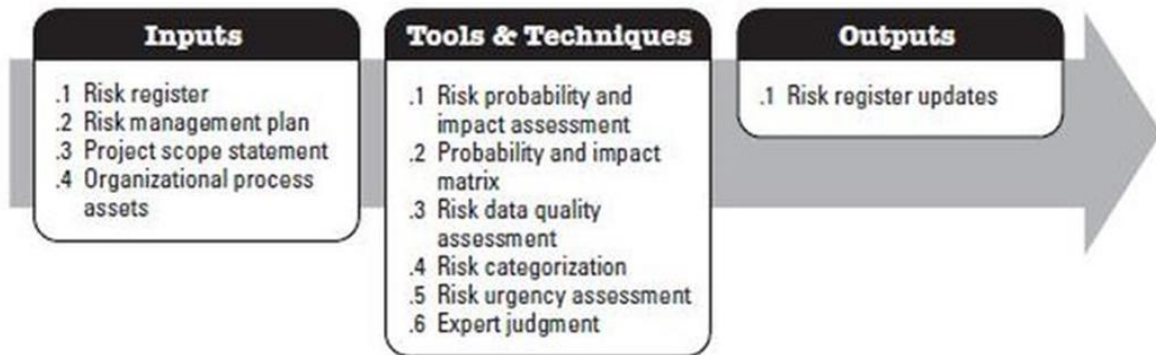 Inputs
.1 Risk register
.2 Risk management plan
.3 Project scope statement
.4 Organizational process
assets
Tools & Techniques
.1 Risk probability and
impact assessment
.2 Probability and impact
matrix
.3 Risk data quality
assessment
.4 Risk categorization
.5 Risk urgency assessment
.6 Expert judgment
Outputs
.1 Risk register updates